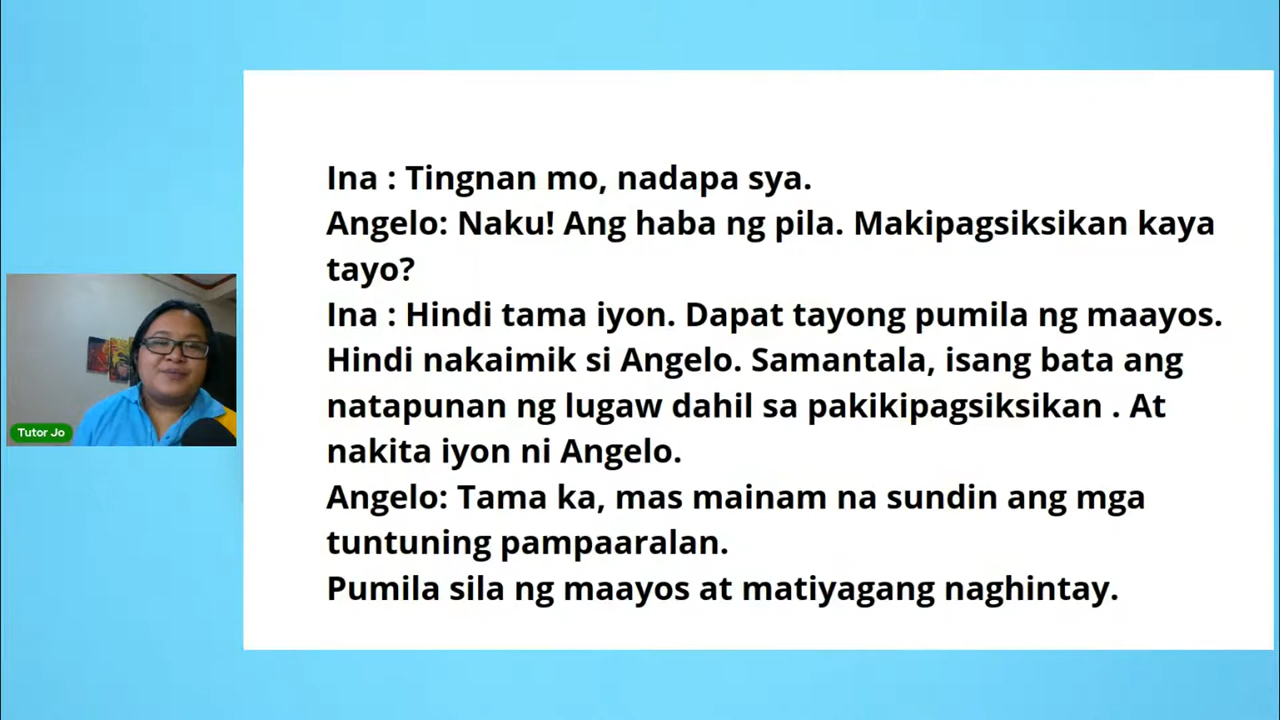 Ina : Tingnan mo, nadapa sya.
Angelo: Naku! Ang haba ng pila. Makipagsiksikan kaya
tayo?
Ina : Hindi tama iyon. Dapat tayong pumila ng maayos.
Hindi nakaimik si Angelo. Samantala, isang bata ang
natapunan ng lugaw dahil sa pakikipagsiksikan . At
nakita iyon ni Angelo.
Angelo: Tama ka, mas mainam na sundin ang mga
tuntuning pampaaralan.
Pumila sila ng maayos at matiyagang naghintay.
Tutor Jo